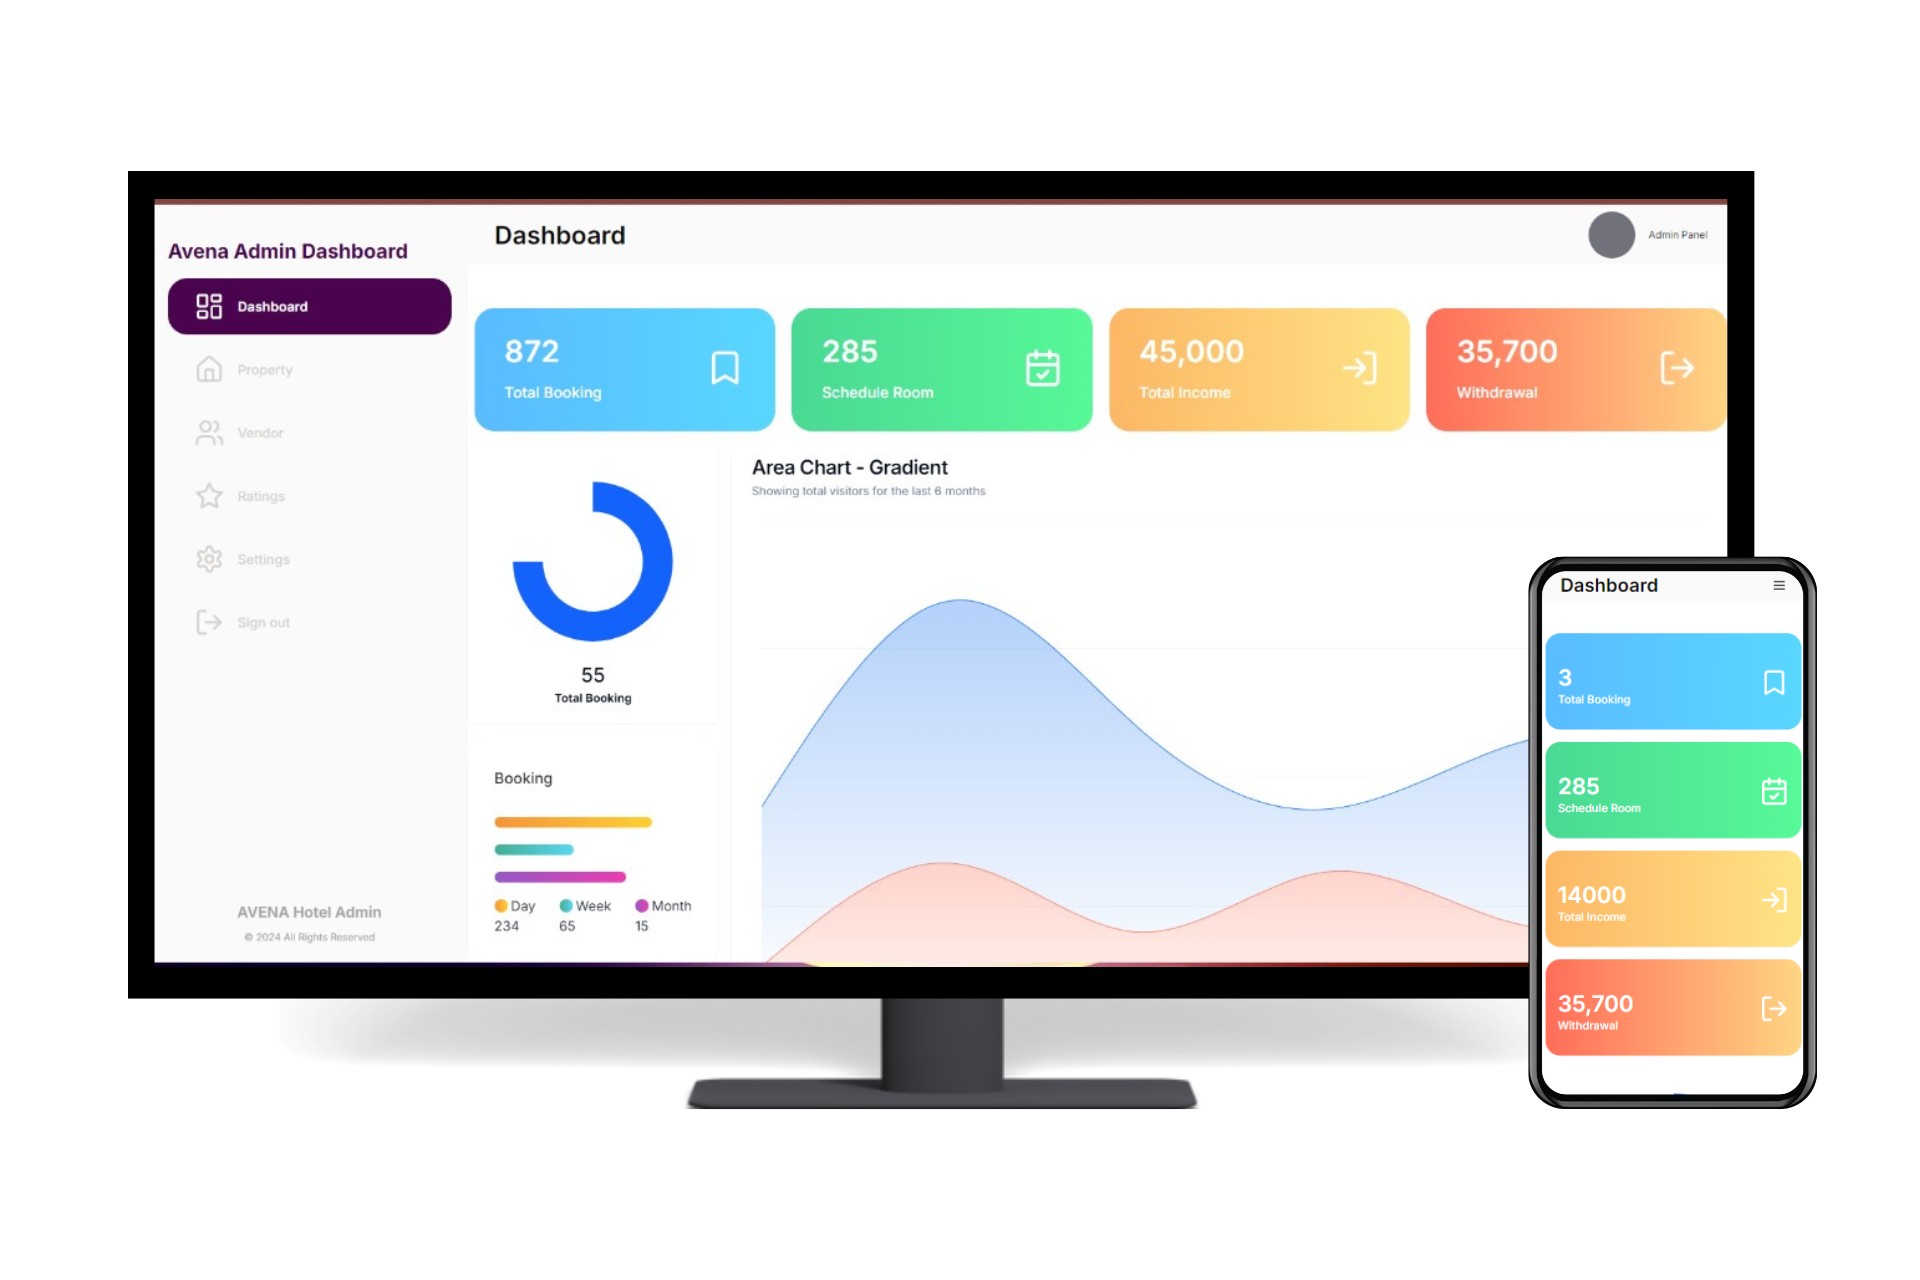 Avena Admin Dashboard
Dashboard
Property
Vendor
Ratings
Settings
Sign out
AVENA Hotel Admin
© 2024 All Rights Reserved
Dashboard
Admin Panel
872
Total Booking
285
Schedule Room
45,000
Total Income
35,700
Withdrawal
55
Total Booking
Booking
Day Week Month
234 65 15
Area Chart - Gradient
Showing total visitors for the last 6 months
Dashboard
3
Total Booking
285
Schedule Room
14000
Total Income
35,700
Withdrawal